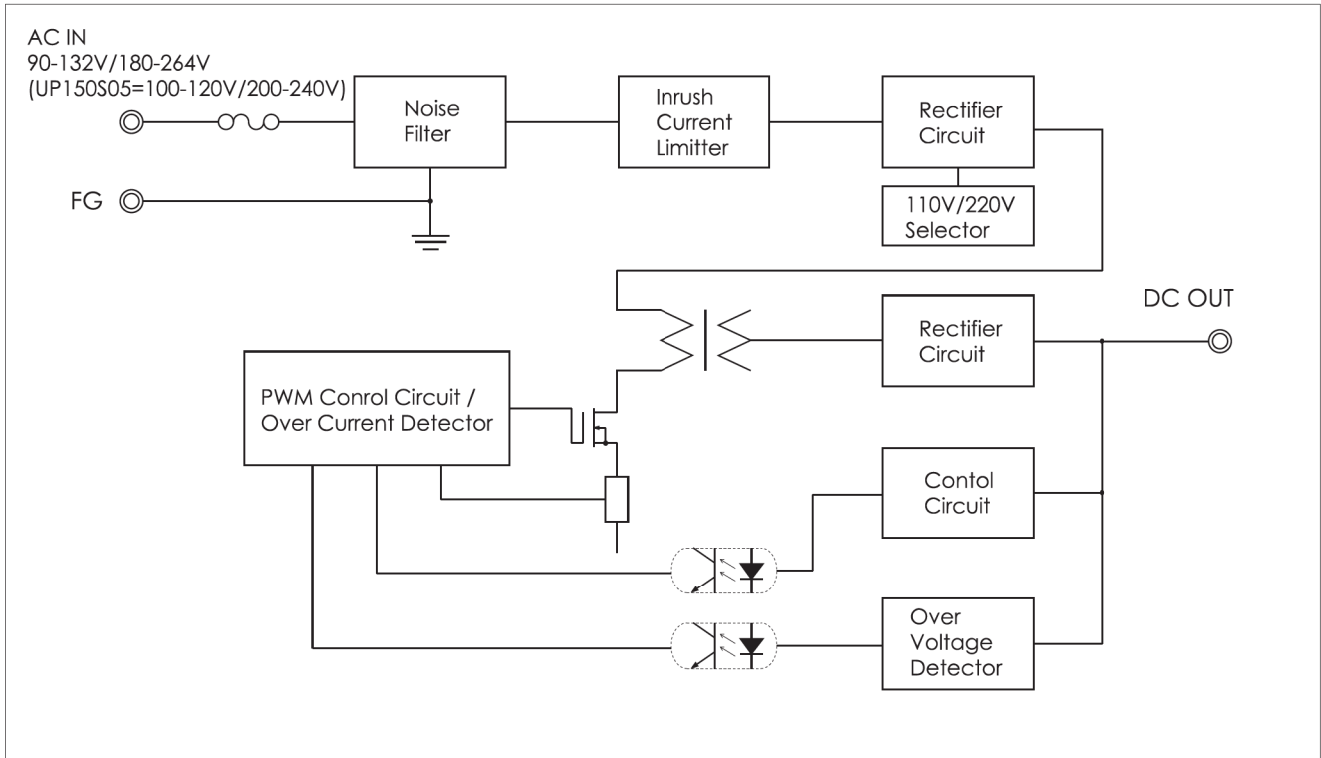 AC IN
90-132V/180-264V
(UP150S05=100-120V/200-240V)
Noise
Filter
Inrush
Current
Limitter
Rectifier
Circuit
FG
110V/220V
Selector
DC OUT
Rectifier
Circuit
PWM Conrol Circuit /
Over Current Detector
Contol
Circuit
Over
Voltage
Detector